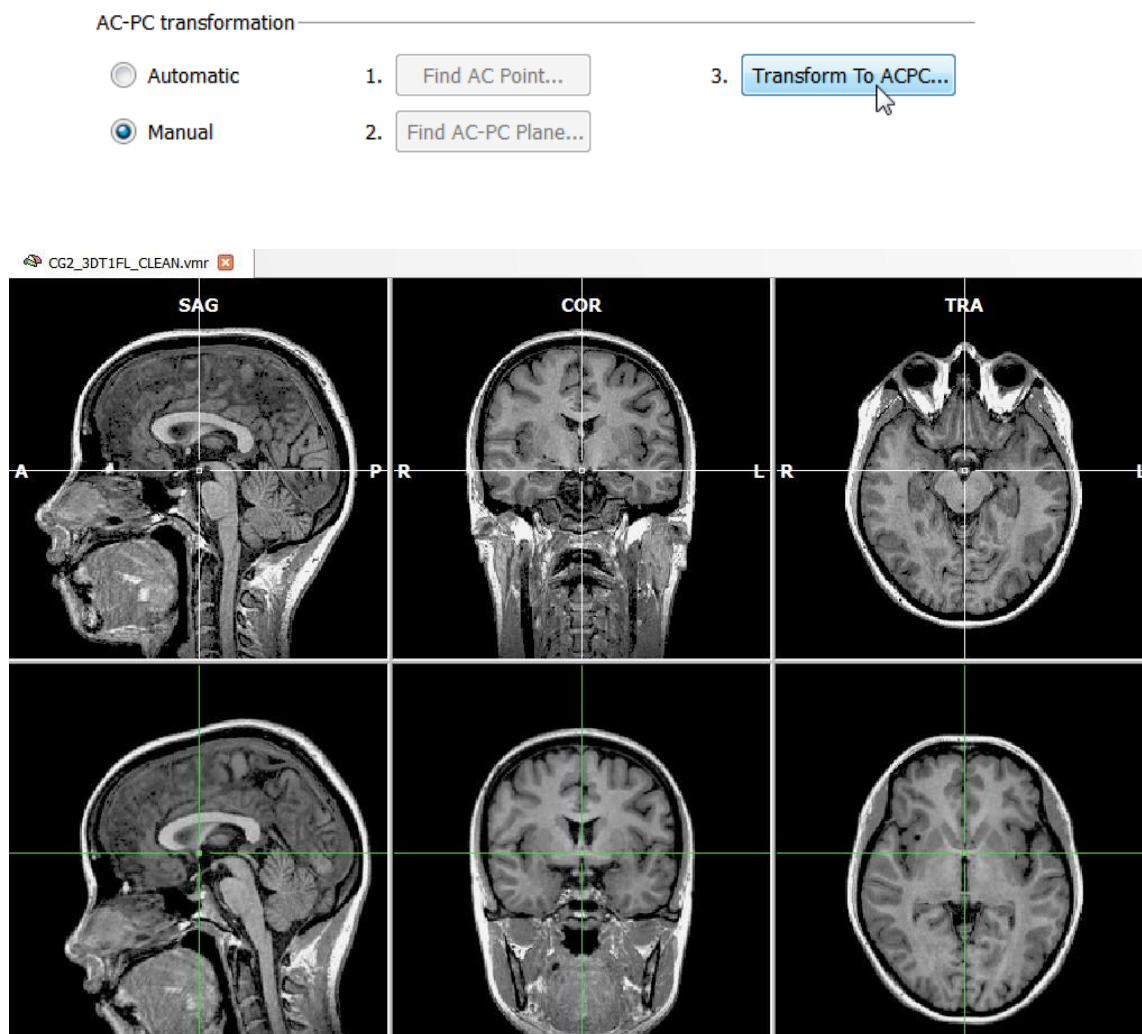 AC-PC transformation
Automatic 1. Find AC Point... 3. Transform To ACPC...
Manual 2. Find AC-PC Plane...
CG2_3DT1FL_CLEAN.vmr
SAG COR TRA
A P R L R L